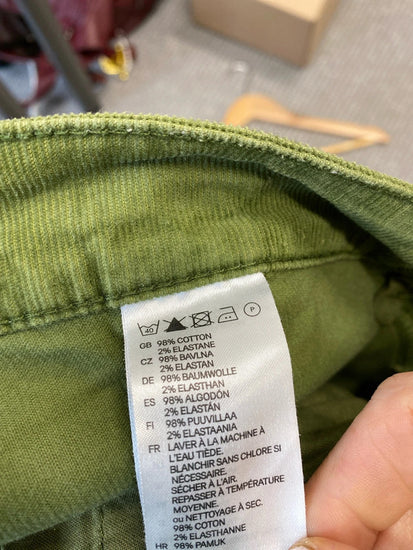 40 P
GB 98% COTTON
2% ELASTANE
CZ 98% BAVLNA
2% ELASTAN
DE 98% BAUMWOLLE
2% ELASTHAN
ES 98% ALGODÓN
2% ELASTÁN
FI 98% PUUVILLAA
2% ELASTAANIA
FR LAVER À LA MACHINE À
L'EAU TIÈDE.
BLANCHIR SANS CHLORE SI
NÉCESSAIRE.
SÉCHER À L'AIR.
REPASSER À TEMPÉRATURE
MOYENNE.
ou NETTOYAGE À SEC.
98% COTON
2% ELASTHANNE
HR 98% PAMUK